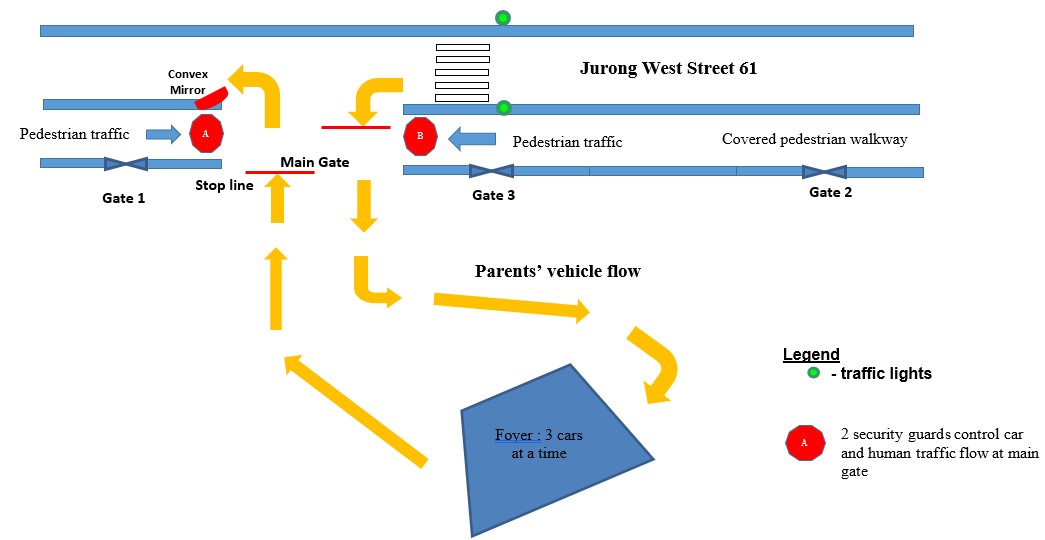 Jurong West Street 61
Convex
Mirror
Pedestrian traffic
A
B
Pedestrian traffic
Covered pedestrian walkway
Main Gate
Stop line
Gate 1
Gate 3
Gate 2
Parents’ vehicle flow
Foyer : 3 cars
at a time
Legend
- traffic lights
A
2 security guards control car
and human traffic flow at main
gate